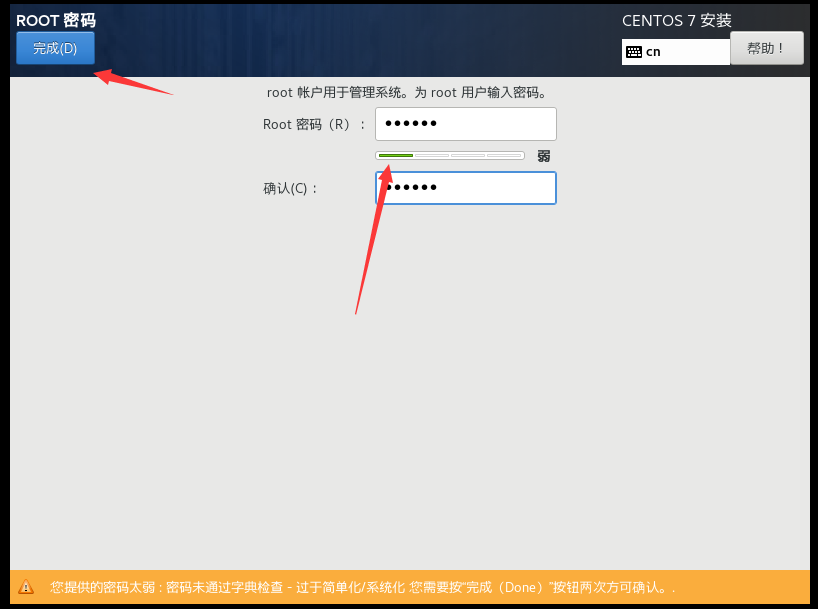 ROOT 密码
CENTOS 7 安装
完成(D)
cn
帮助！
root 帐户用于管理系统。为 root 用户输入密码。
Root 密码（R）：
••••••
弱
确认(C)：
••••••
您提供的密码太弱 : 密码未通过字典检查 - 过于简单化/系统化 您需要按“完成（Done）”按钮两次方可确认。.